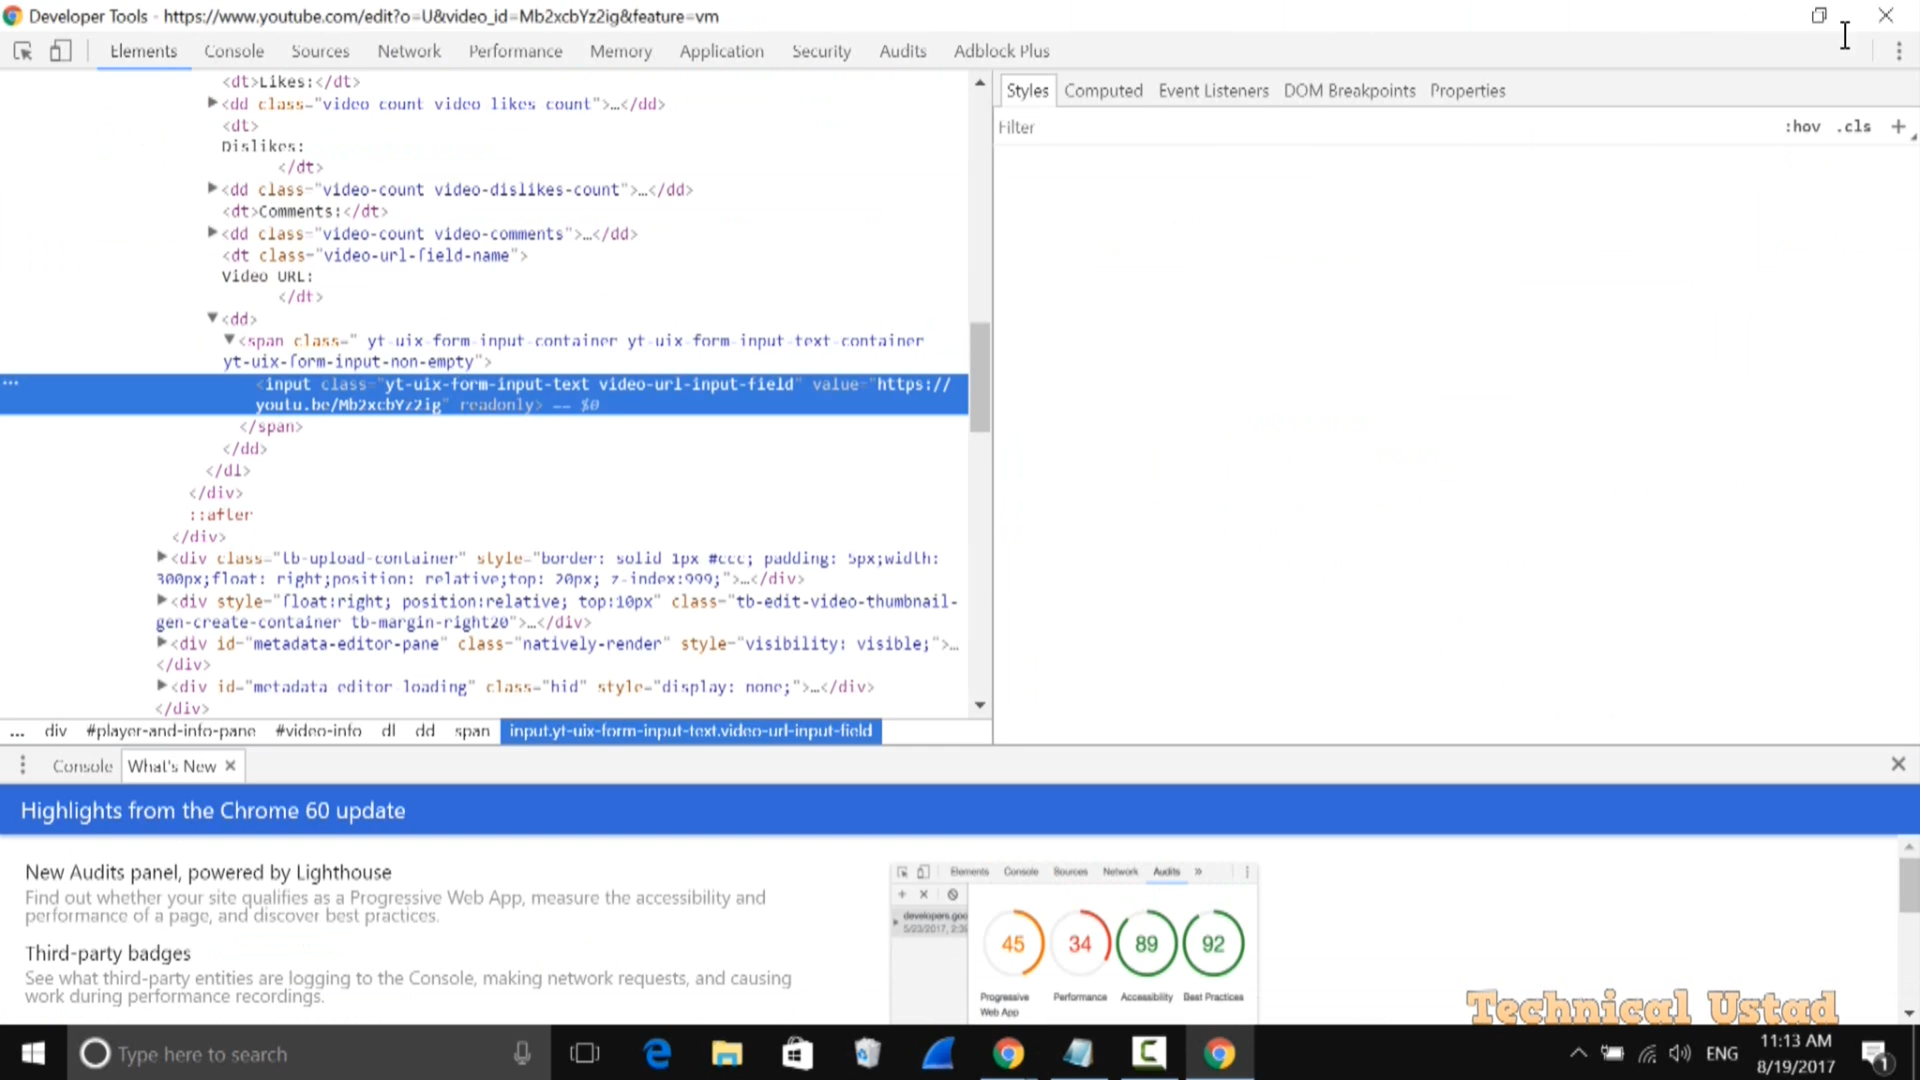 Developer Tools - https://www.youtube.com/edit?o=U&video_id=Mb2xcbYz2ig&feature=vm
Elements Console Sources Network Performance Memory Application Security Audits Adblock Plus
<dt>Likes:</dt>
<dd class="video-count video-likes-count">…</dd>
<dt>
Dislikes:
</dt>
<dd class="video-count video-dislikes-count">…</dd>
<dt>Comments:</dt>
<dd class="video-count video-comments">…</dd>
<dt class="video-url-field-name">
Video URL:
</dt>
<dd>
<span class=" yt-uix-form-input-container yt-uix-form-input-text-container
yt-uix-form-input-non-empty">
<input class="yt-uix-form-input-text video-url-input-field" value="https://
youtu.be/Mb2xcbYz2ig" readonly> == $0
</span>
</dd>
</dl>
</div>
::after
</div>
<div class="tb-upload-container" style="border: solid 1px #ccc; padding: 5px;width:
300px;float: right;position: relative;top: 20px; z-index:999;">…</div>
<div style="float:right; position:relative; top:10px" class="tb-edit-video-thumbnail-
gen-create-container tb-margin-right20">…</div>
<div id="metadata-editor-pane" class="natively-render" style="visibility: visible;">…
</div>
<div id="metadata-editor-loading" class="hid" style="display: none;">…</div>
</div>
... div #player-and-info-pane #video-info dl dd span input.yt-uix-form-input-text.video-url-input-field
Styles Computed Event Listeners DOM Breakpoints Properties
Filter :hov .cls +
Console What's New ×
Highlights from the Chrome 60 update
New Audits panel, powered by Lighthouse
Find out whether your site qualifies as a Progressive Web App, measure the accessibility and
performance of a page, and discover best practices.
Third-party badges
See what third-party entities are logging to the Console, making network requests, and causing
work during performance recordings.
Elements Console Sources Network Audits »
developers.goo
5/23/2017, 2:3
45 34 89 92
Progressive Performance Accessibility Best Practices
Web App
Technical Ustad
Type here to search
ENG
11:13 AM
8/19/2017
1